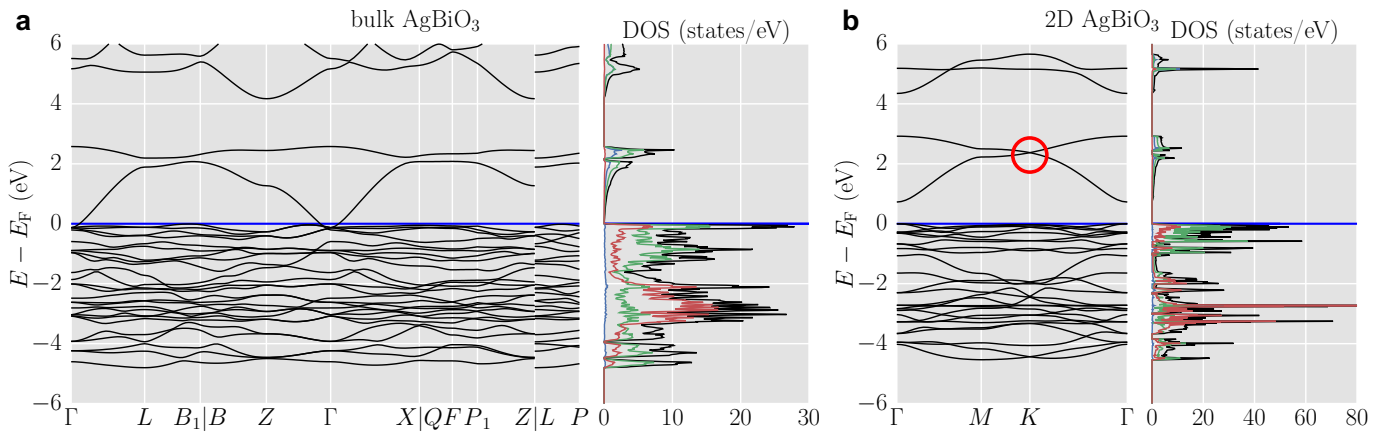 a bulk AgBiO3 DOS (states/eV) b 2D AgBiO3 DOS (states/eV)
6 6
4 4
2 2
0 0
−2 −2
−4 −4
−6 −6
E − EF (eV) E − EF (eV)
Γ L B1|B Z Γ X|Q F P1 Z|L P 0 10 20 30 Γ M K Γ 0 20 40 60 80